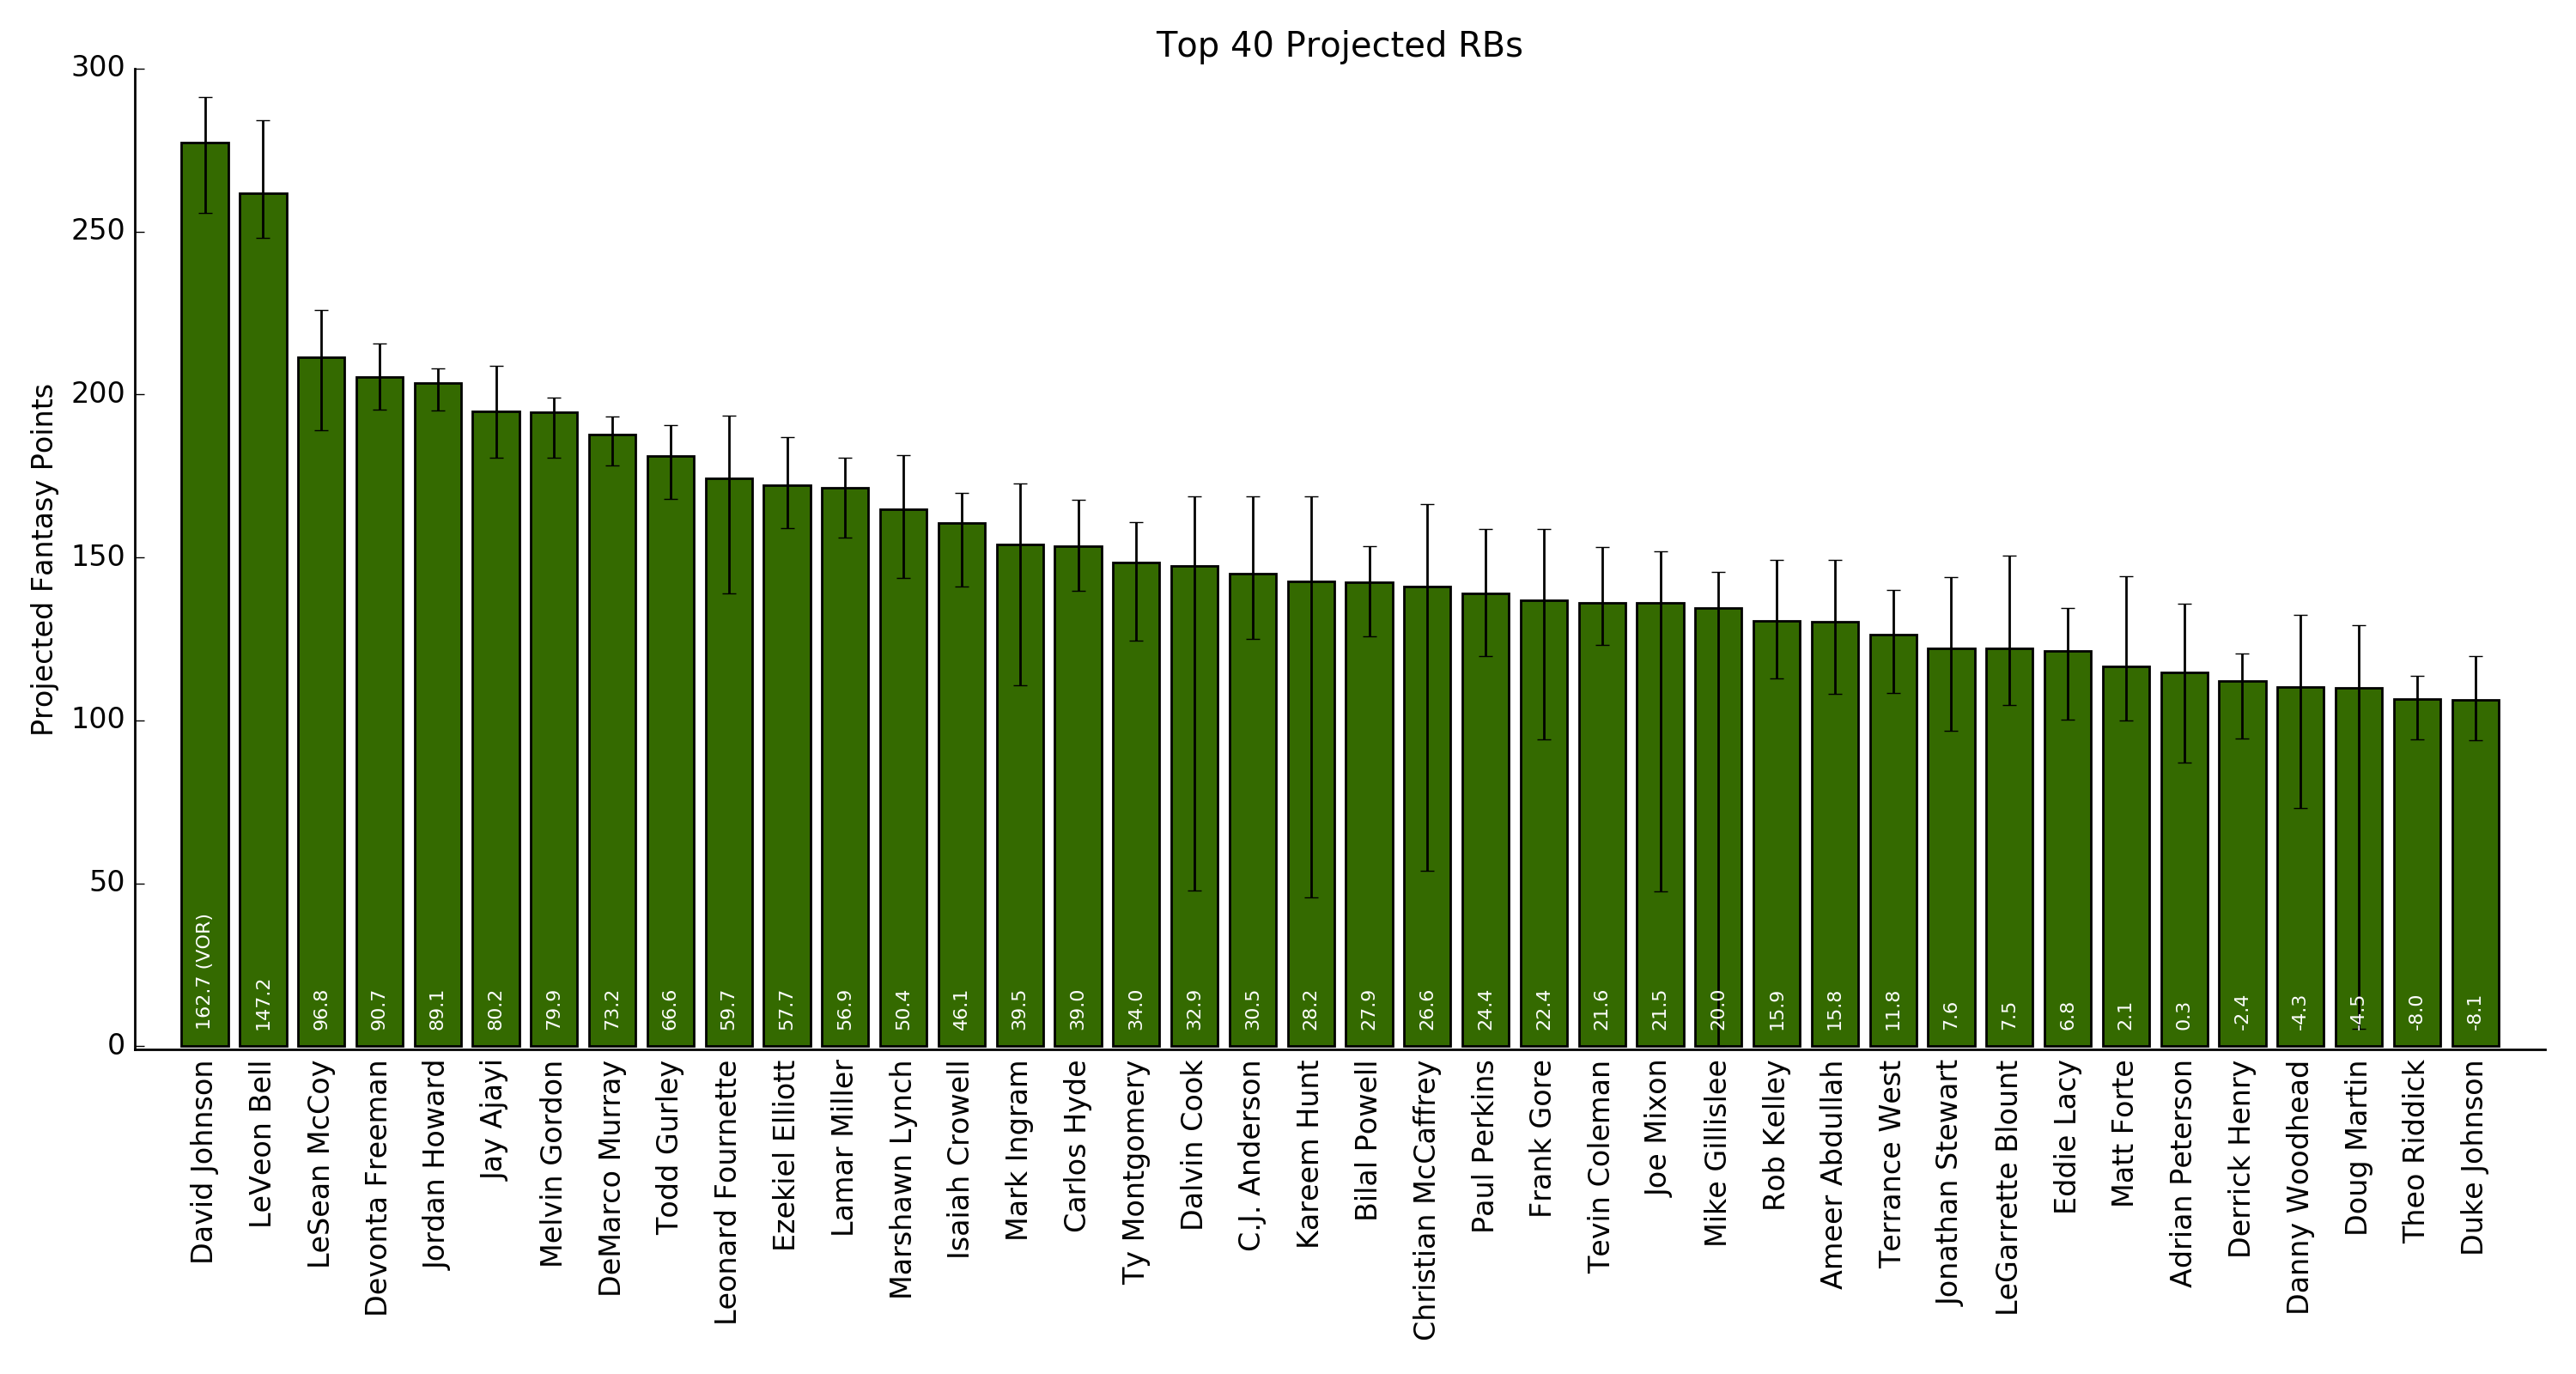 Top 40 Projected RBs
Projected Fantasy Points
300
250
200
150
100
50
0
162.7 (VOR)
147.2
96.8
90.7
89.1
80.2
79.9
73.2
66.6
59.7
57.7
56.9
50.4
46.1
39.5
39.0
34.0
32.9
30.5
28.2
27.9
26.6
24.4
22.4
21.6
21.5
20.0
15.9
15.8
11.8
7.6
7.5
6.8
2.1
0.3
-2.4
-4.3
-4.5
-8.0
-8.1
David Johnson
LeVeon Bell
LeSean McCoy
Devonta Freeman
Jordan Howard
Jay Ajayi
Melvin Gordon
DeMarco Murray
Todd Gurley
Leonard Fournette
Ezekiel Elliott
Lamar Miller
Marshawn Lynch
Isaiah Crowell
Mark Ingram
Carlos Hyde
Ty Montgomery
Dalvin Cook
C.J. Anderson
Kareem Hunt
Bilal Powell
Christian McCaffrey
Paul Perkins
Frank Gore
Tevin Coleman
Joe Mixon
Mike Gillislee
Rob Kelley
Ameer Abdullah
Terrance West
Jonathan Stewart
LeGarrette Blount
Eddie Lacy
Matt Forte
Adrian Peterson
Derrick Henry
Danny Woodhead
Doug Martin
Theo Riddick
Duke Johnson